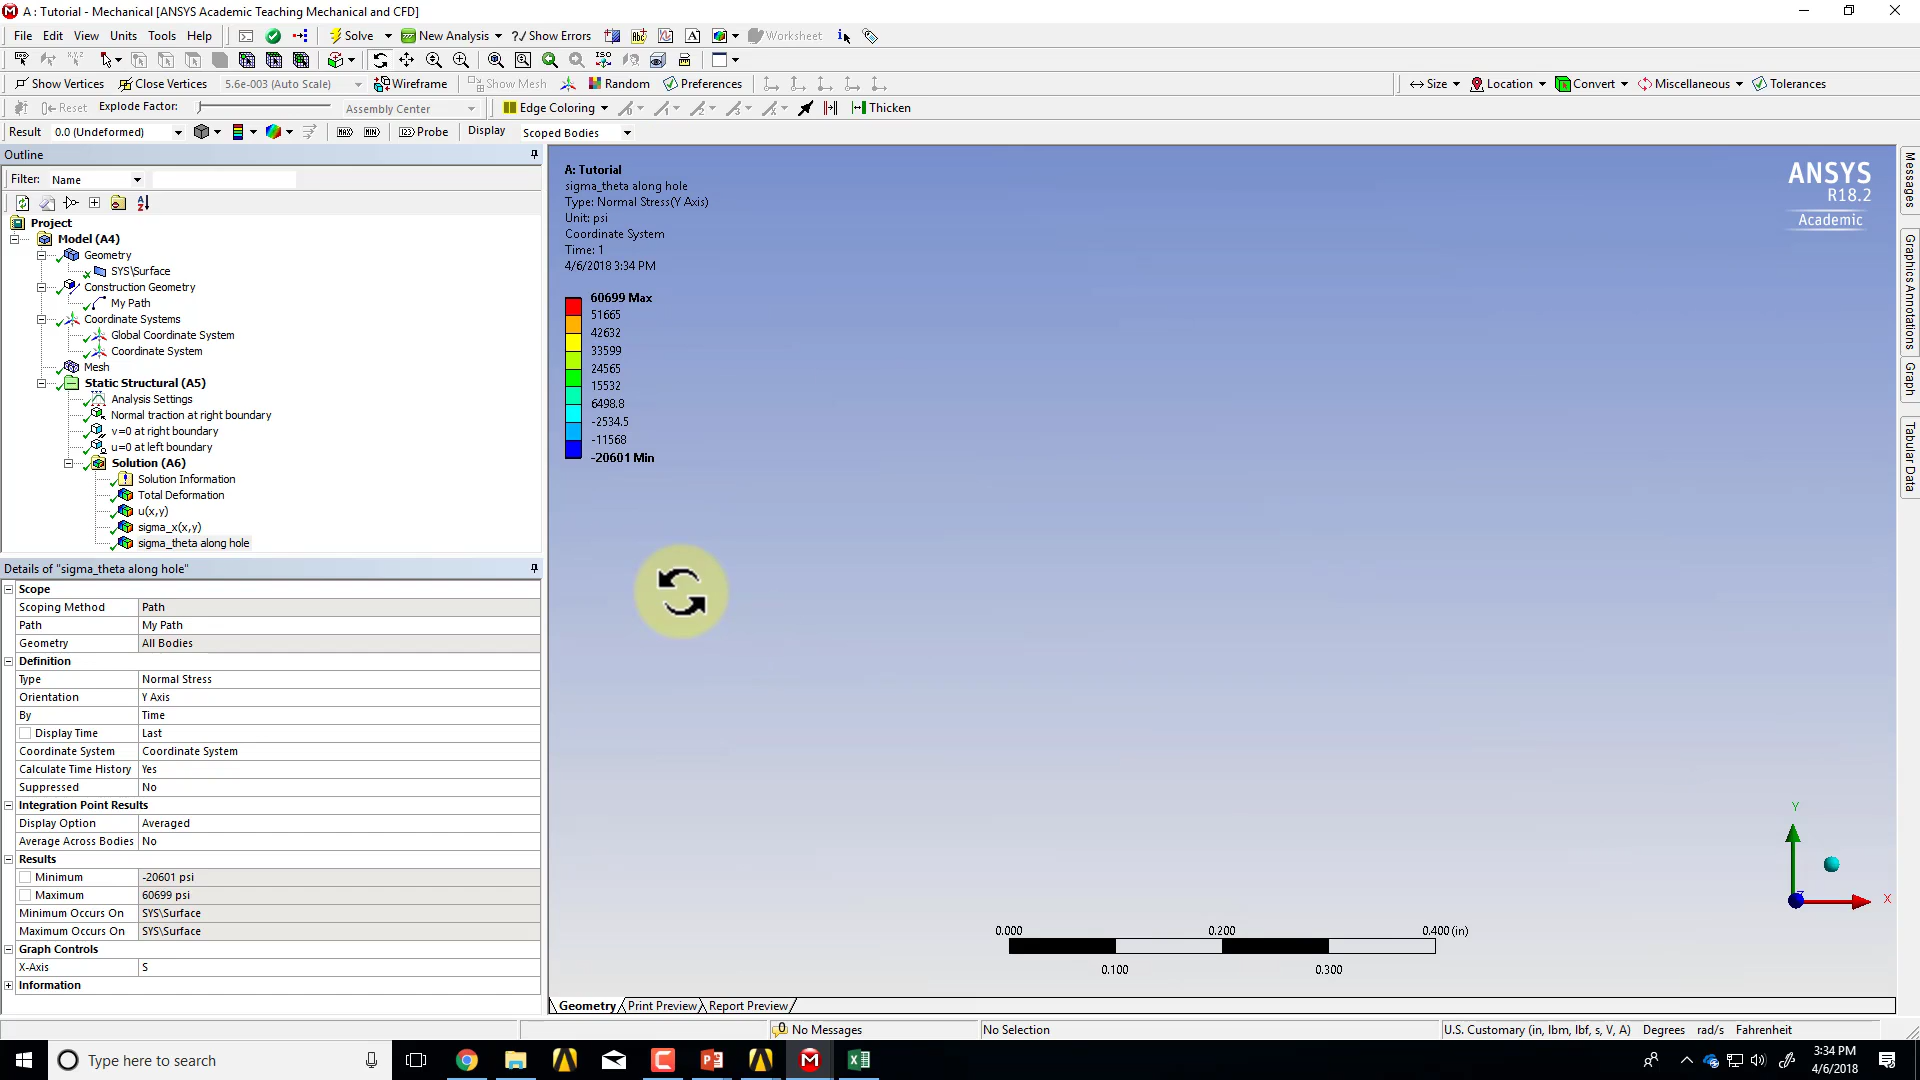 A : Tutorial - Mechanical [ANSYS Academic Teaching Mechanical and CFD]
File Edit View Units Tools Help Solve New Analysis ?/ Show Errors Worksheet
Show Vertices Close Vertices 5.6e-003 (Auto Scale) Wireframe Show Mesh Random Preferences Size Location Convert Miscellaneous Tolerances
Reset Explode Factor: Assembly Center Edge Coloring Thicken
Result 0.0 (Undeformed) MAX MIN Probe Display Scoped Bodies
Outline
Filter: Name
Project
Model (A4)
Geometry
SYS\Surface
Construction Geometry
My Path
Coordinate Systems
Global Coordinate System
Coordinate System
Mesh
Static Structural (A5)
Analysis Settings
Normal traction at right boundary
v=0 at right boundary
u=0 at left boundary
Solution (A6)
Solution Information
Total Deformation
u(x,y)
sigma_x(x,y)
sigma_theta along hole
Details of "sigma_theta along hole"
Scope
Scoping Method Path
Path My Path
Geometry All Bodies
Definition
Type Normal Stress
Orientation Y Axis
By Time
Display Time Last
Coordinate System Coordinate System
Calculate Time History Yes
Suppressed No
Integration Point Results
Display Option Averaged
Average Across Bodies No
Results
Minimum -20601 psi
Maximum 60699 psi
Minimum Occurs On SYS\Surface
Maximum Occurs On SYS\Surface
Graph Controls
X-Axis S
Information
A: Tutorial
sigma_theta along hole
Type: Normal Stress(Y Axis)
Unit: psi
Coordinate System
Time: 1
4/6/2018 3:34 PM
60699 Max
51665
42632
33599
24565
15532
6498.8
-2534.5
-11568
-20601 Min
ANSYS
R18.2
Academic
Y
X
0.000 0.200 0.400 (in)
0.100 0.300
Geometry Print Preview Report Preview
Messages
Graphics Annotations
Graph
Tabular Data
No Messages No Selection U.S. Customary (in, lbm, lbf, s, V, A) Degrees rad/s Fahrenheit
Type here to search
3:34 PM
4/6/2018